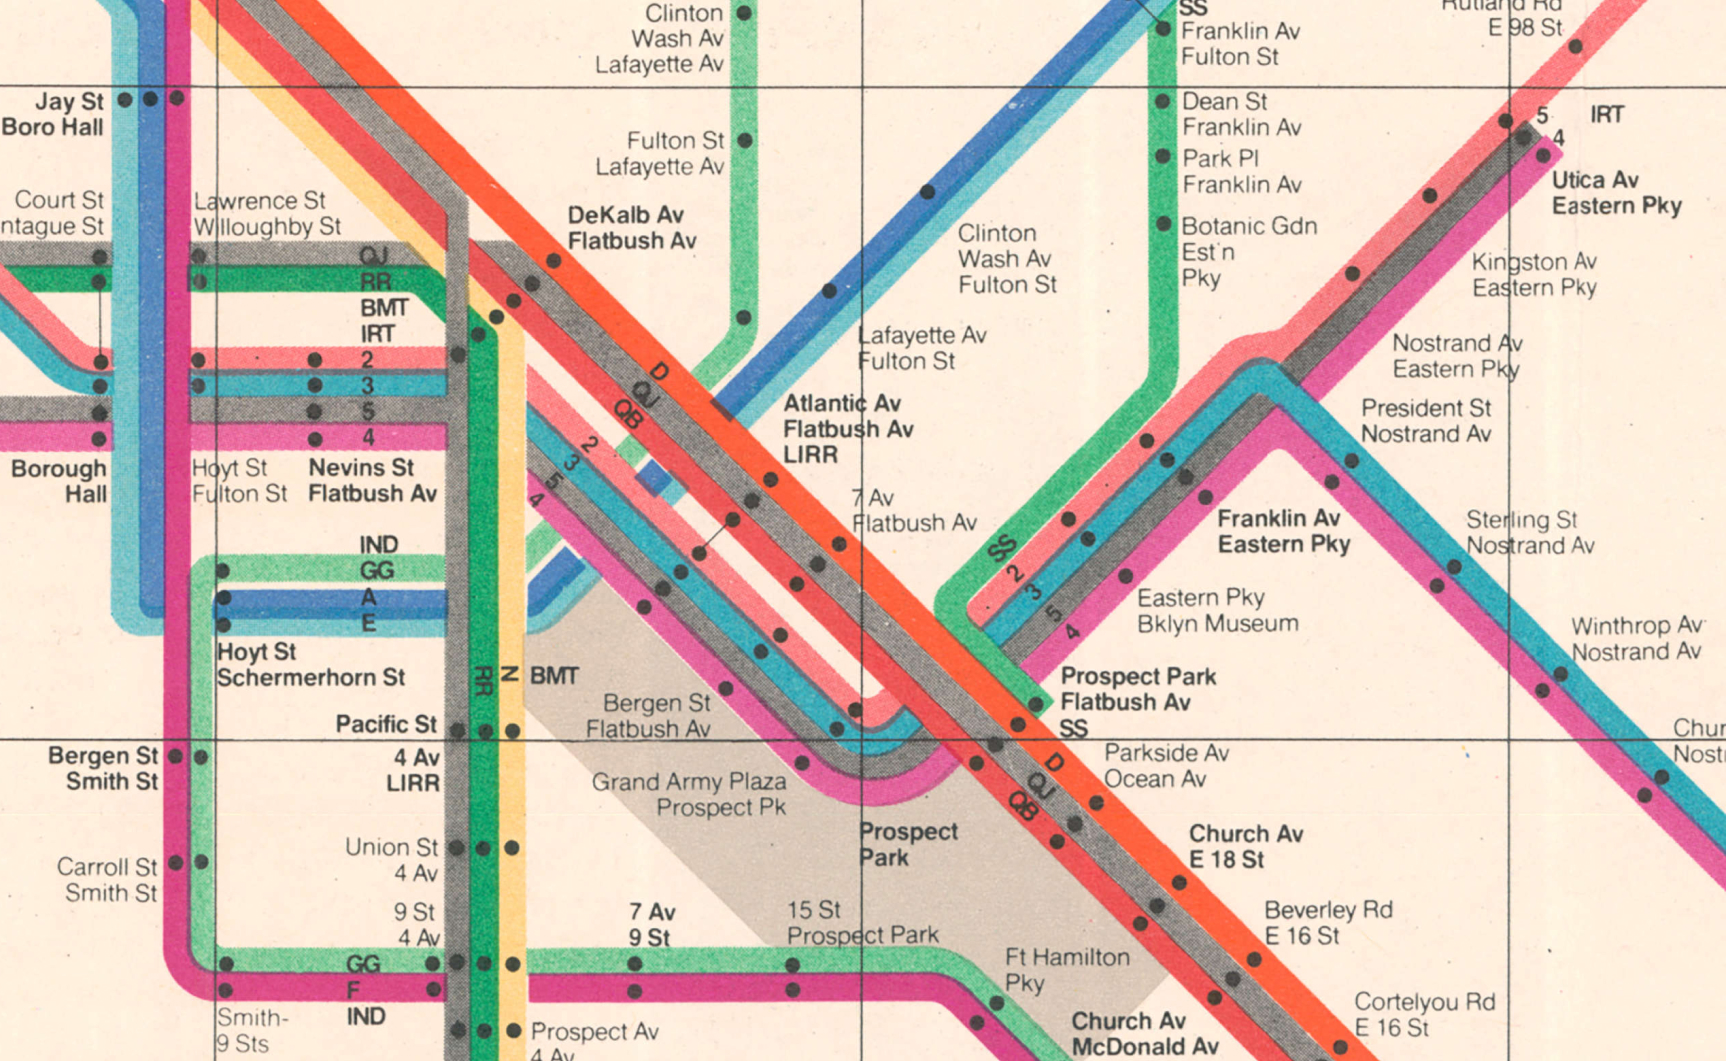 Clinton
Wash Av
Lafayette Av
SS
Franklin Av
Fulton St
Rutland Rd
E 98 St
Jay St
Boro Hall
Dean St
Franklin Av
5
IRT
4
Fulton St
Lafayette Av
Park Pl
Franklin Av
Utica Av
Eastern Pky
Court St
ntague St
Lawrence St
Willoughby St
DeKalb Av
Flatbush Av
Botanic Gdn
Est'n
Pky
Clinton
Wash Av
Fulton St
QJ
RR
BMT
IRT
2
3
5
4
Kingston Av
Eastern Pky
Lafayette Av
Fulton St
Nostrand Av
Eastern Pky
D
QJ
QB
Atlantic Av
Flatbush Av
LIRR
President St
Nostrand Av
2
3
5
4
Borough
Hall
Hoyt St
Fulton St
Nevins St
Flatbush Av
7 Av
Flatbush Av
Franklin Av
Eastern Pky
Sterling St
Nostrand Av
IND
GG
A
E
SS
2
3
5
4
Eastern Pky
Bklyn Museum
Winthrop Av
Nostrand Av
Hoyt St
Schermerhorn St
RR
N
BMT
Prospect Park
Flatbush Av
SS
Bergen St
Flatbush Av
Pacific St
4 Av
LIRR
Bergen St
Smith St
Chur
Nost
D
QJ
QB
Parkside Av
Ocean Av
Grand Army Plaza
Prospect Pk
Prospect
Park
Church Av
E 18 St
Union St
4 Av
Carroll St
Smith St
9 St
4 Av
7 Av
9 St
15 St
Prospect Park
Beverley Rd
E 16 St
GG
F
IND
Ft Hamilton
Pky
Cortelyou Rd
E 16 St
Smith-
9 Sts
Prospect Av
4 Av
Church Av
McDonald Av